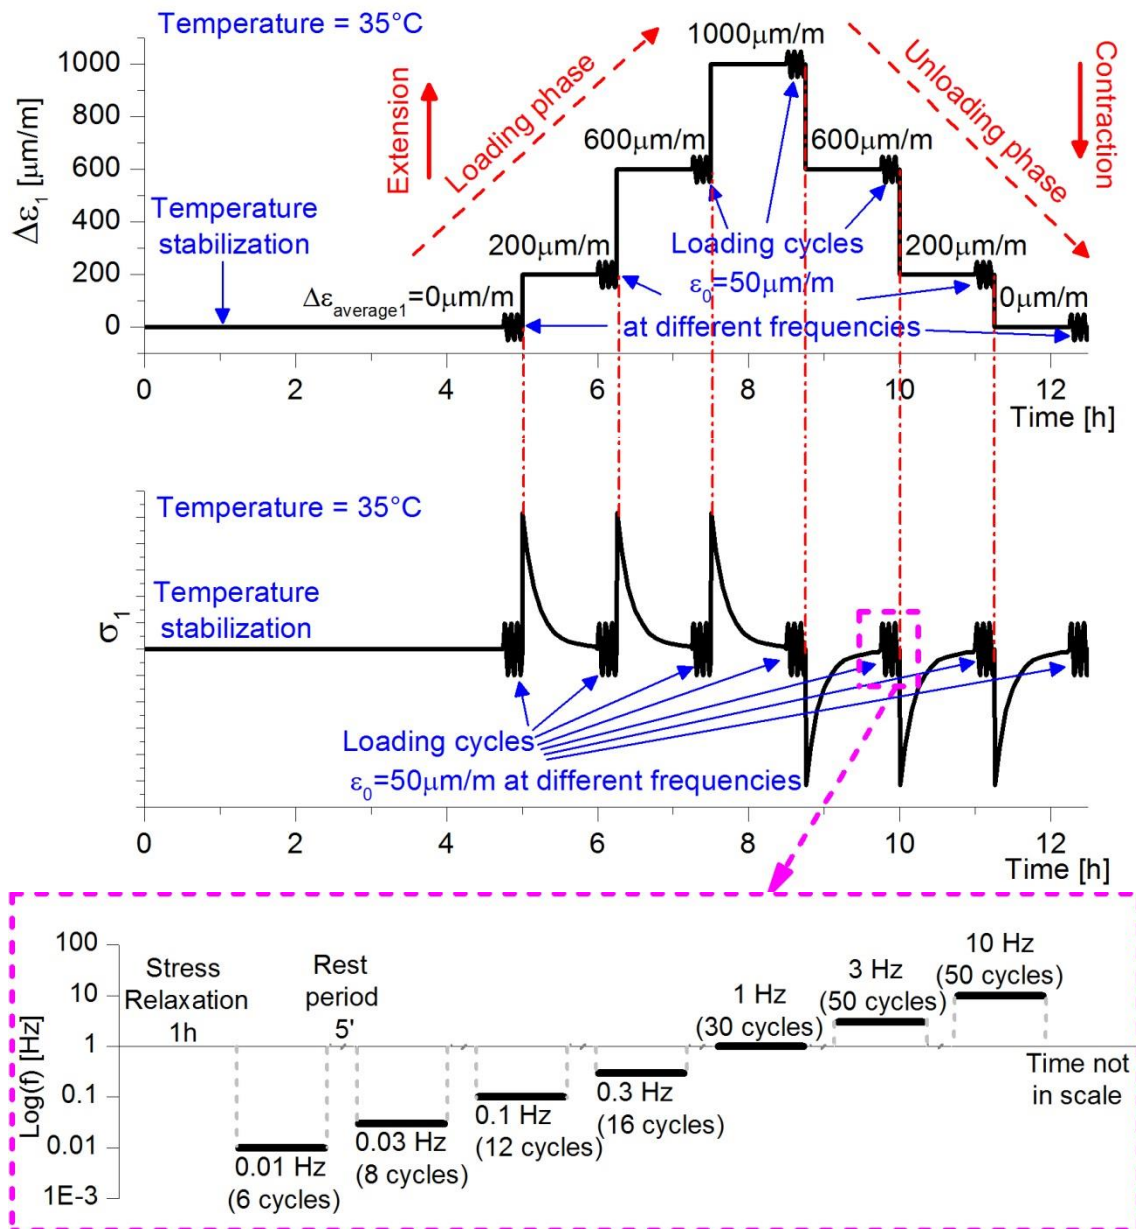 Temperature = 35°C
1000μm/m
Extension
Loading phase
Unloading phase
Contraction
Δε1 [μm/m]
1000
800
600
400
200
0
600μm/m
600μm/m
Temperature
stabilization
200μm/m
Loading cycles
ε0=50μm/m
200μm/m
Δεaverage1=0μm/m
at different frequencies
0μm/m
0 2 4 6 8 10 12
Time [h]
Temperature = 35°C
σ1
Temperature
stabilization
Loading cycles
ε0=50μm/m at different frequencies
0 2 4 6 8 10 12
Time [h]
Log(f) [Hz]
100
10
1
0.1
0.01
1E-3
Stress
Relaxation
1h
Rest
period
5'
0.01 Hz
(6 cycles)
0.03 Hz
(8 cycles)
0.1 Hz
(12 cycles)
0.3 Hz
(16 cycles)
1 Hz
(30 cycles)
3 Hz
(50 cycles)
10 Hz
(50 cycles)
Time not
in scale